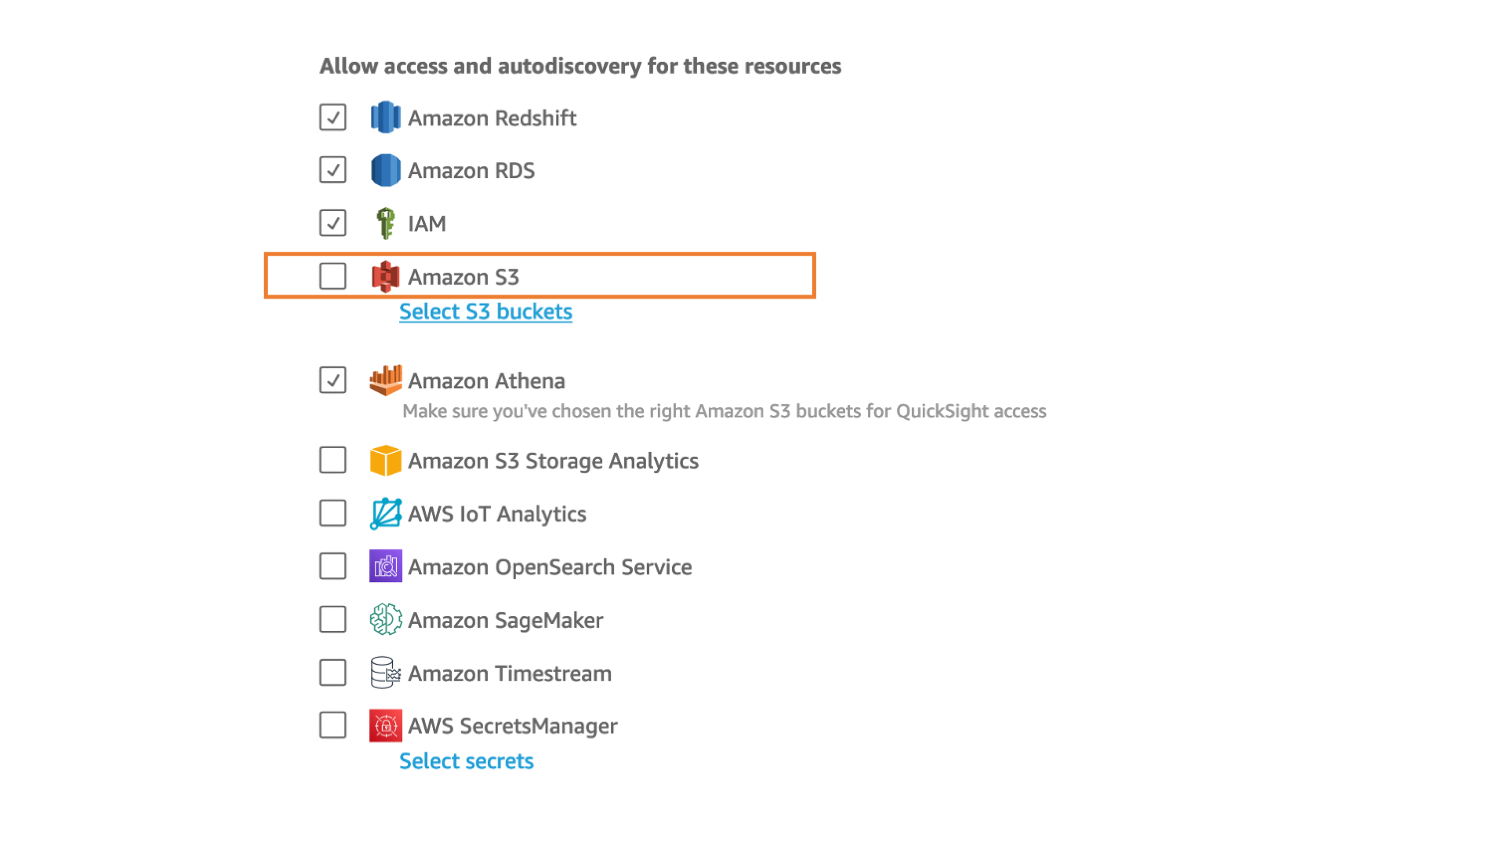 Allow access and autodiscovery for these resources
Amazon Redshift
Amazon RDS
IAM
Amazon S3
Select S3 buckets
Amazon Athena
Make sure you've chosen the right Amazon S3 buckets for QuickSight access
Amazon S3 Storage Analytics
AWS IoT Analytics
Amazon OpenSearch Service
Amazon SageMaker
Amazon Timestream
AWS SecretsManager
Select secrets